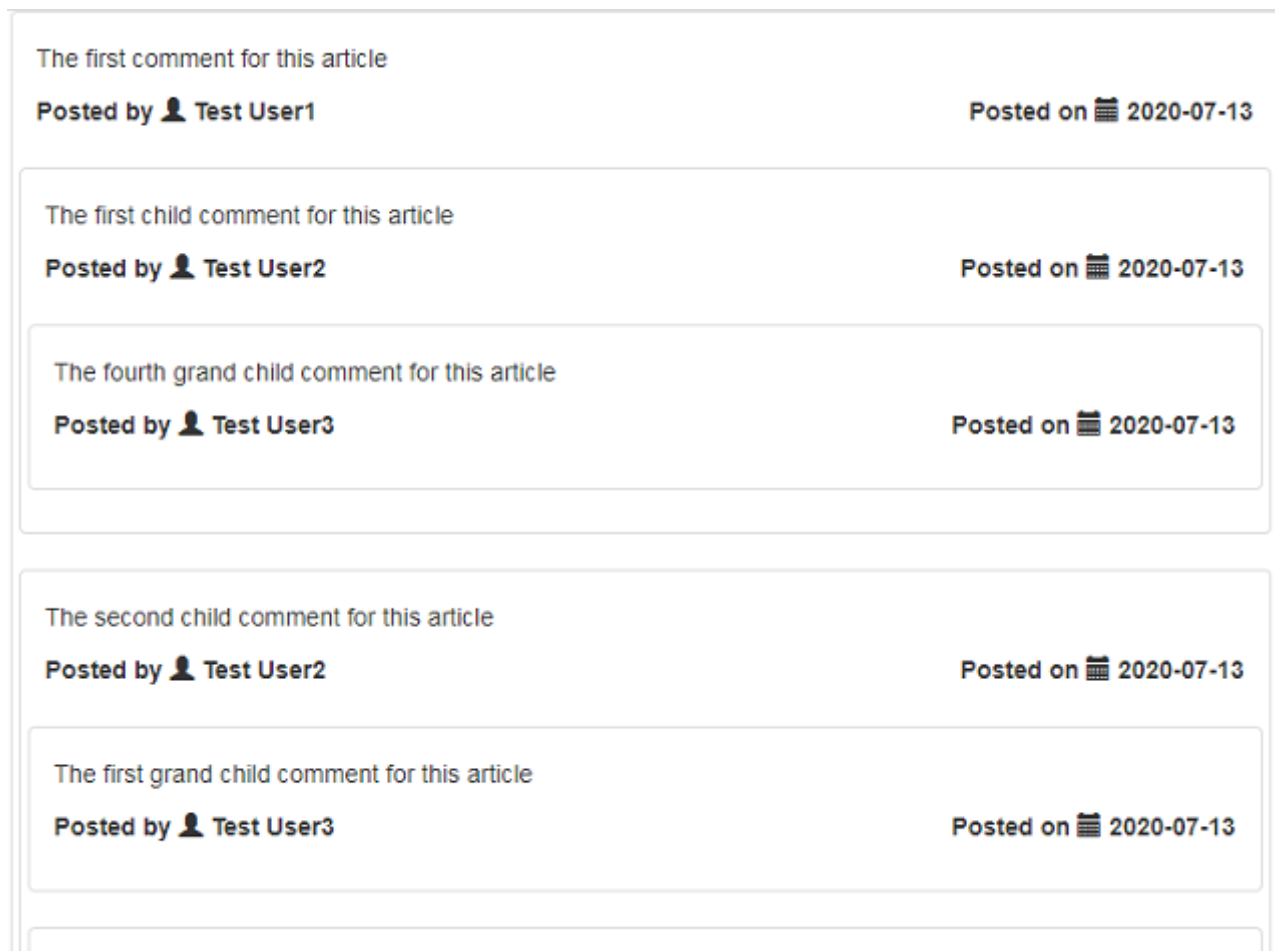 The first comment for this article
Posted by Test User1 Posted on 2020-07-13
The first child comment for this article
Posted by Test User2 Posted on 2020-07-13
The fourth grand child comment for this article
Posted by Test User3 Posted on 2020-07-13
The second child comment for this article
Posted by Test User2 Posted on 2020-07-13
The first grand child comment for this article
Posted by Test User3 Posted on 2020-07-13